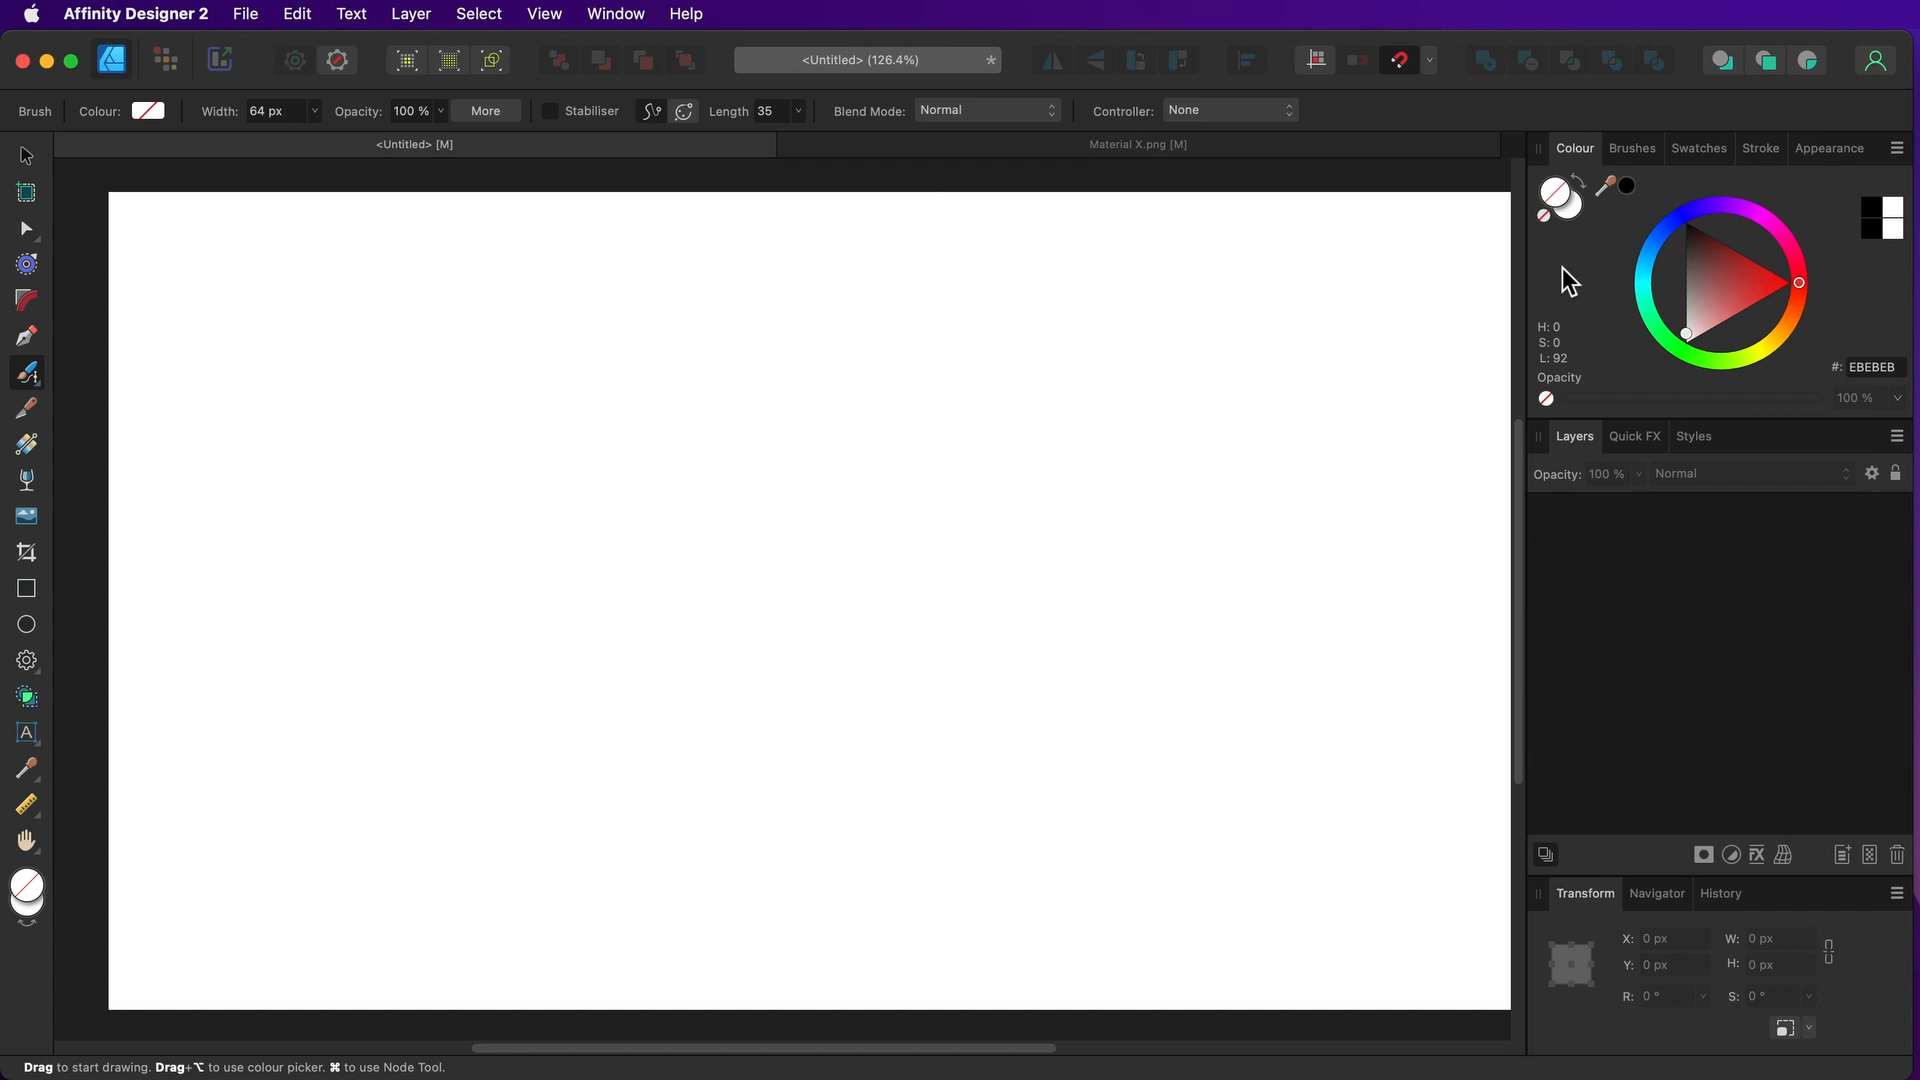 Affinity Designer 2 File Edit Text Layer Select View Window Help
<Untitled> (126.4%) *
Brush Colour: Width: 64 px Opacity: 100 % More Stabiliser Length 35 Blend Mode: Normal Controller: None
<Untitled> [M] Material X.png [M]
Colour Brushes Swatches Stroke Appearance
H: 0
S: 0
L: 92
#: EBEBEB
Opacity
100 %
Layers Quick FX Styles
Opacity: 100 % Normal
FX
A
Transform Navigator History
X: 0 px W: 0 px
Y: 0 px H: 0 px
R: 0 ° S: 0 °
Drag to start drawing. Drag+⌥ to use colour picker. ⌘ to use Node Tool.